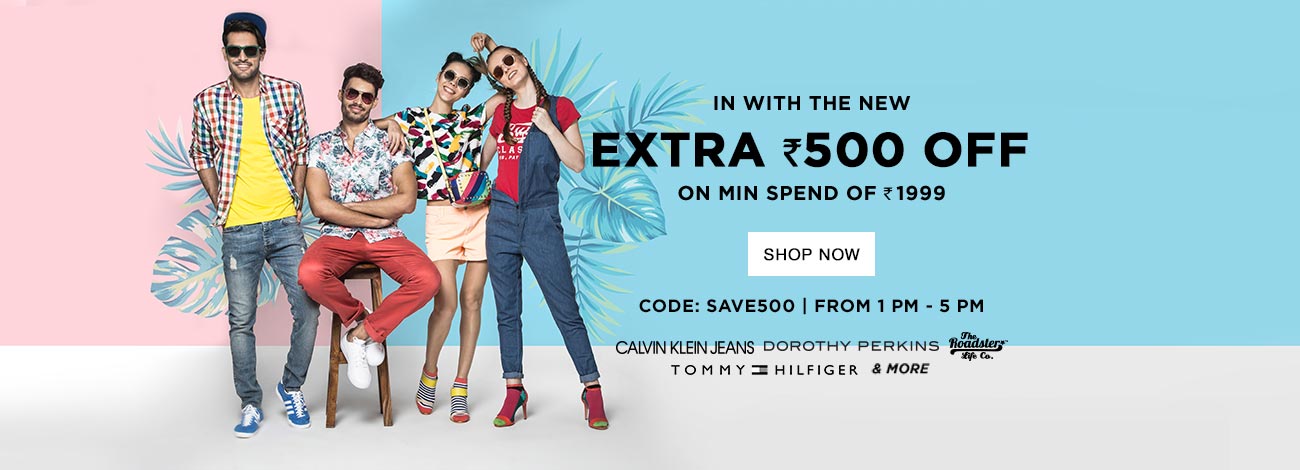 IN WITH THE NEW
EXTRA ₹500 OFF
ON MIN SPEND OF ₹1999
SHOP NOW
CODE: SAVE500 | FROM 1 PM - 5 PM
CALVIN KLEIN JEANS DOROTHY PERKINS The Roadster Life Co.
TOMMY HILFIGER & MORE